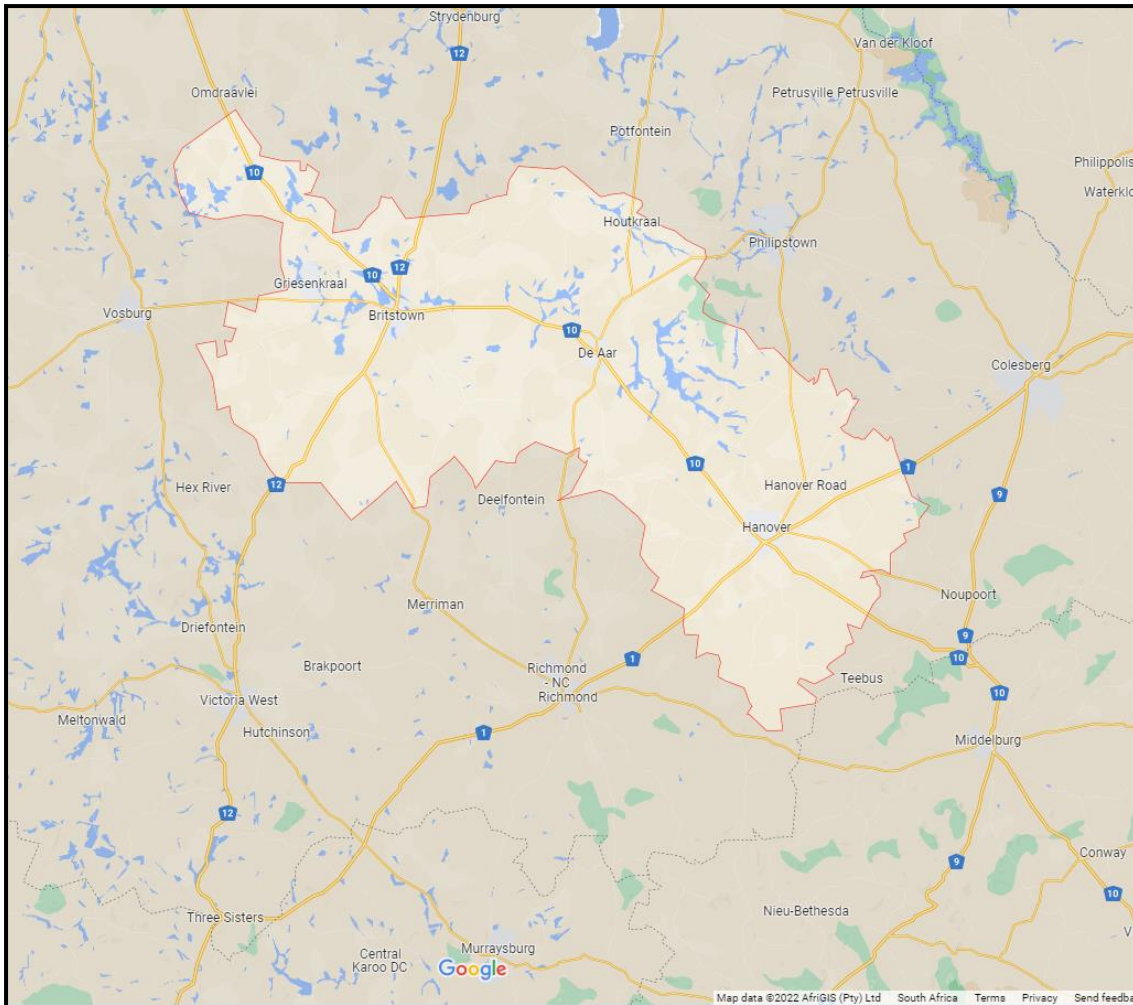 Strydenburg
12
Van der Kloof
Omdraavlei
Petrusville Petrusville
Potfontein
Philippolis
10
Waterklo
Houtkraal
Philipstown
12
10
Griesenkraal
Vosburg
Britstown
10
De Aar
Colesberg
10
1
12
Hex River
Hanover Road
9
Deelfontein
Hanover
Noupoort
Merriman
Driefontein
9
10
1
Brakpoort
Richmond
- NC
Richmond
Teebus
Victoria West
10
Meltonwald
Hutchinson
1
Middelburg
12
Conway
9
10
Nieu-Bethesda
Three Sisters
V
Central
Karoo DC
Murraysburg
Google
Map data ©2022 AfriGIS (Pty) Ltd South Africa Terms Privacy Send feedba